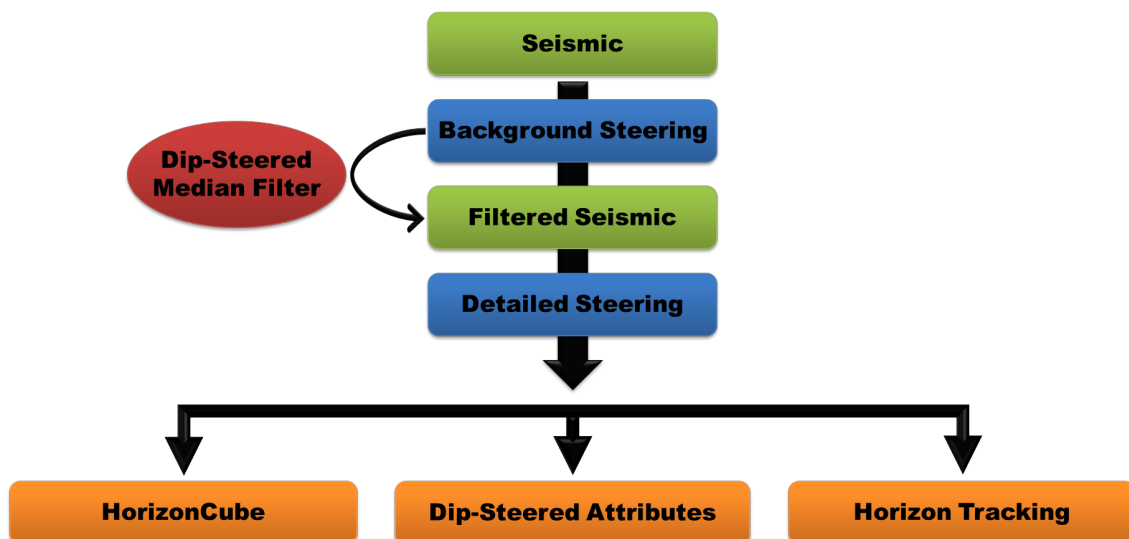 Seismic
Background Steering
Dip-Steered
Median Filter
Filtered Seismic
Detailed Steering
HorizonCube
Dip-Steered Attributes
Horizon Tracking